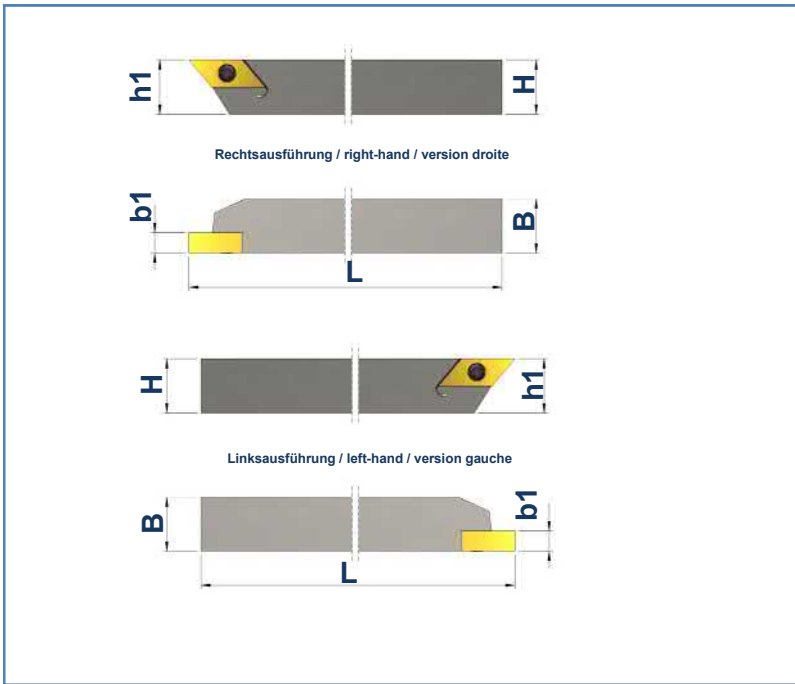 h1
H
Rechtsausführung / right-hand / version droite
b1
B
L
H
h1
Linksausführung / left-hand / version gauche
B
b1
L